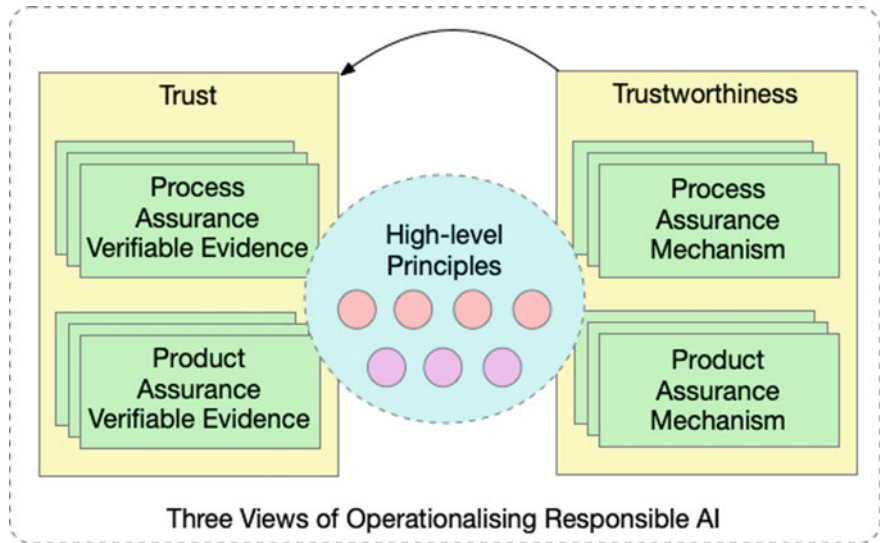 Trust
Process
Assurance
Verifiable Evidence
Product
Assurance
Verifiable Evidence
High-level
Principles
Trustworthiness
Process
Assurance
Mechanism
Product
Assurance
Mechanism
Three Views of Operationalising Responsible AI